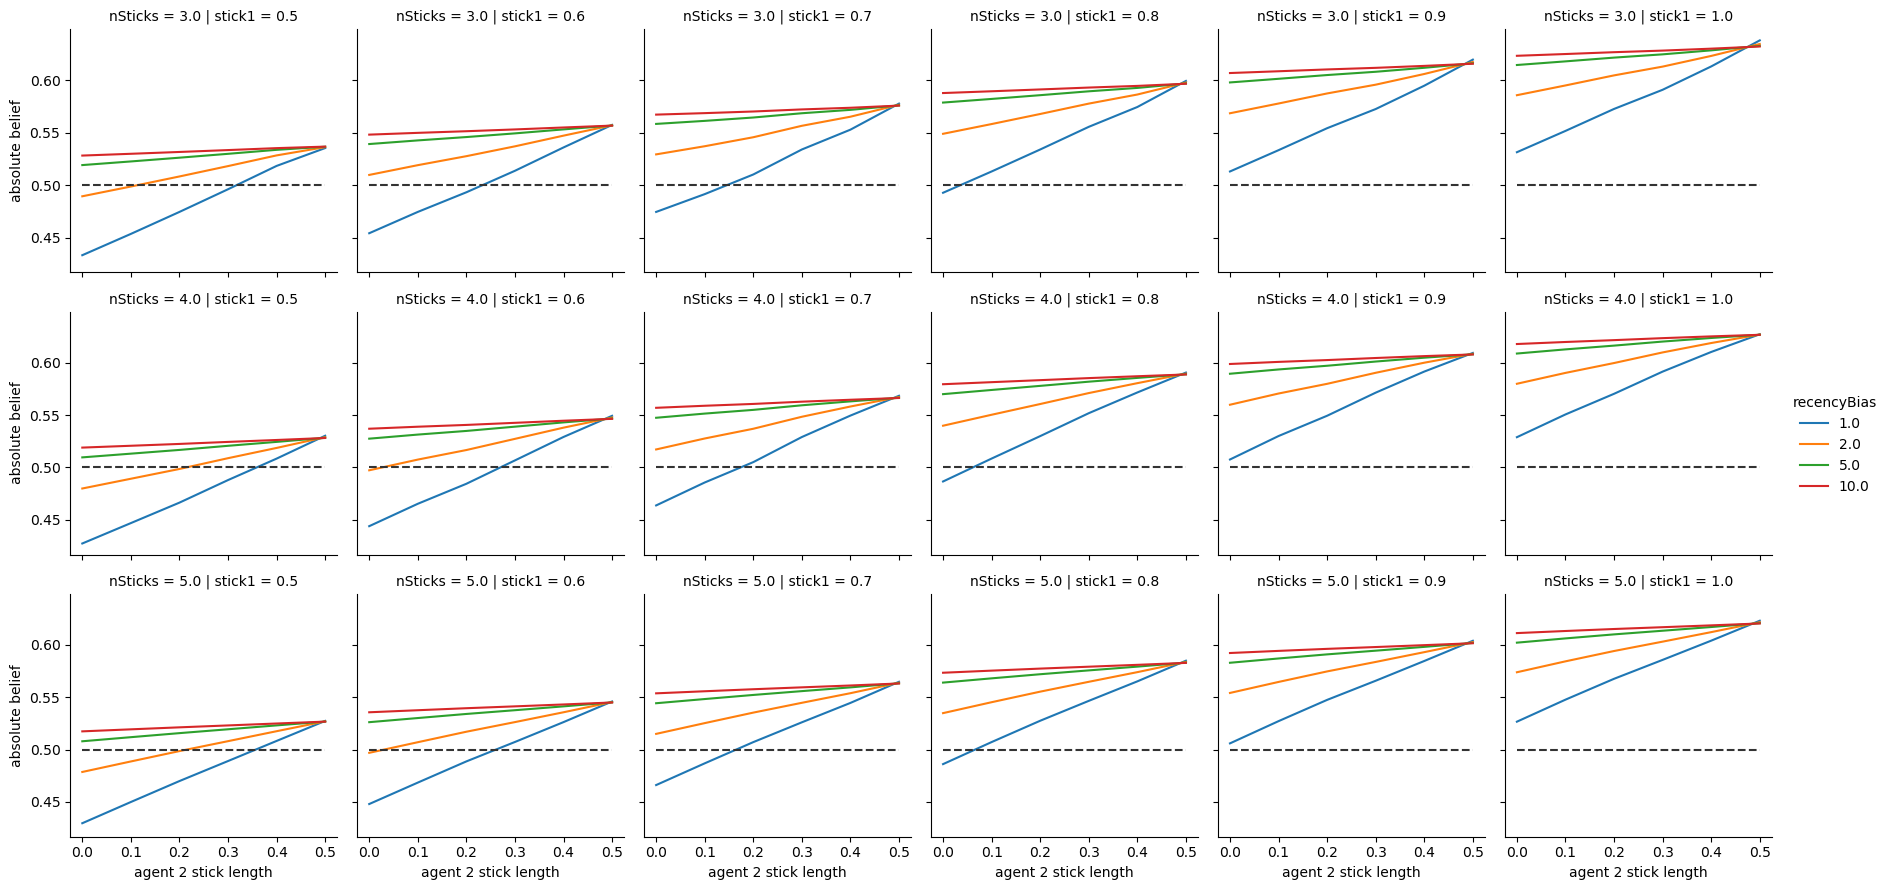 nSticks = 3.0 | stick1 = 0.5
nSticks = 3.0 | stick1 = 0.6
nSticks = 3.0 | stick1 = 0.7
nSticks = 3.0 | stick1 = 0.8
nSticks = 3.0 | stick1 = 0.9
nSticks = 3.0 | stick1 = 1.0
absolute belief
0.60
0.55
0.50
0.45
nSticks = 4.0 | stick1 = 0.5
nSticks = 4.0 | stick1 = 0.6
nSticks = 4.0 | stick1 = 0.7
nSticks = 4.0 | stick1 = 0.8
nSticks = 4.0 | stick1 = 0.9
nSticks = 4.0 | stick1 = 1.0
absolute belief
0.60
0.55
0.50
0.45
recencyBias
1.0
2.0
5.0
10.0
nSticks = 5.0 | stick1 = 0.5
nSticks = 5.0 | stick1 = 0.6
nSticks = 5.0 | stick1 = 0.7
nSticks = 5.0 | stick1 = 0.8
nSticks = 5.0 | stick1 = 0.9
nSticks = 5.0 | stick1 = 1.0
absolute belief
0.60
0.55
0.50
0.45
0.0 0.1 0.2 0.3 0.4 0.5
0.0 0.1 0.2 0.3 0.4 0.5
0.0 0.1 0.2 0.3 0.4 0.5
0.0 0.1 0.2 0.3 0.4 0.5
0.0 0.1 0.2 0.3 0.4 0.5
0.0 0.1 0.2 0.3 0.4 0.5
agent 2 stick length
agent 2 stick length
agent 2 stick length
agent 2 stick length
agent 2 stick length
agent 2 stick length